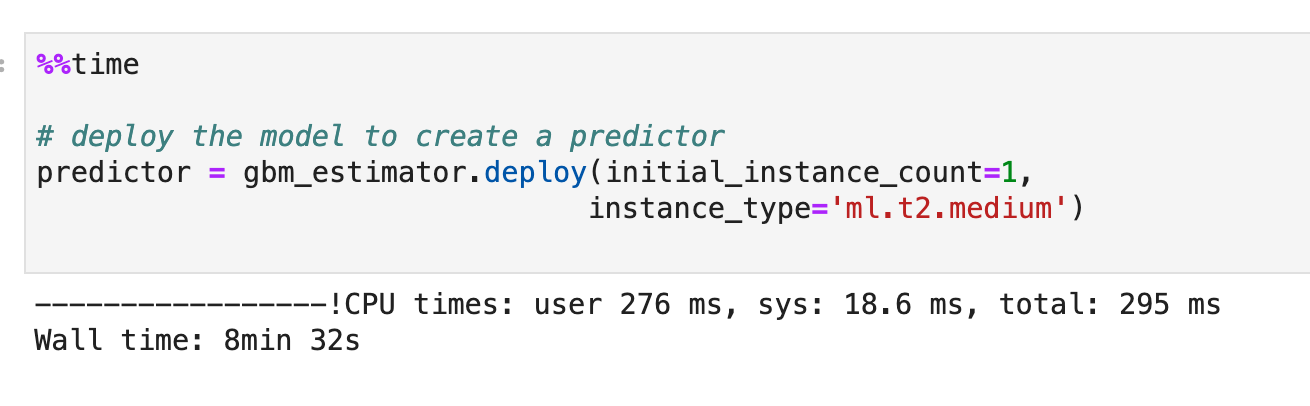 %%time
# deploy the model to create a predictor
predictor = gbm_estimator.deploy(initial_instance_count=1,
                                instance_type='ml.t2.medium')
-----------------!CPU times: user 276 ms, sys: 18.6 ms, total: 295 ms
Wall time: 8min 32s